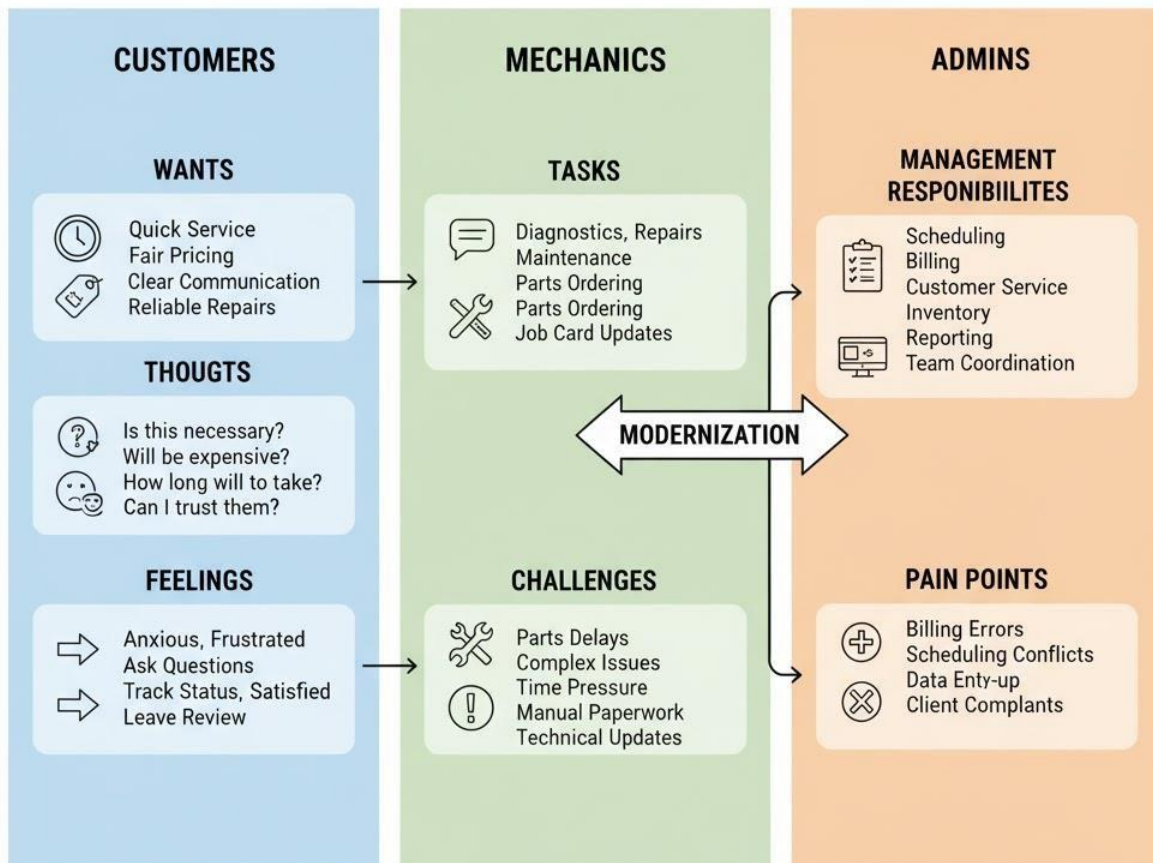 CUSTOMERS
WANTS
Quick Service
Fair Pricing
Clear Communication
Reliable Repairs
THOUGTS
Is this necessary?
Will be expensive?
How long will to take?
Can I trust them?
FEELINGS
Anxious, Frustrated
Ask Questions
Track Status, Satisfied
Leave Review
MECHANICS
TASKS
Diagnostics, Repairs
Maintenance
Parts Ordering
Parts Ordering
Job Card Updates
MODERNIZATION
CHALLENGES
Parts Delays
Complex Issues
Time Pressure
Manual Paperwork
Technical Updates
ADMINS
MANAGEMENT
RESPONIBIILITES
Scheduling
Billing
Customer Service
Inventory
Reporting
Team Coordination
PAIN POINTS
Billing Errors
Scheduling Conflicts
Data Enty-up
Client Complants